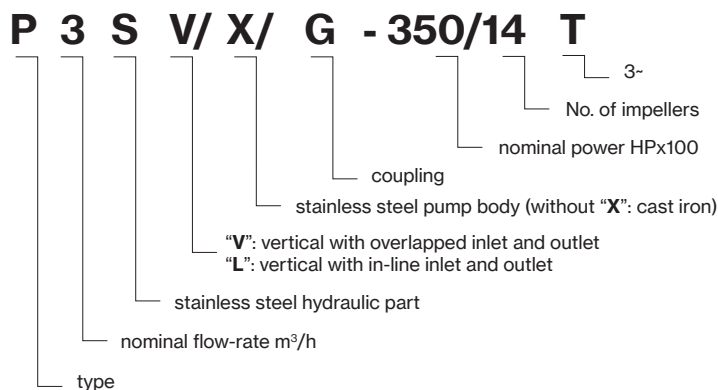 P 3 S V/ X/ G - 350/14 T
3~
No. of impellers
nominal power HPx100
coupling
stainless steel pump body (without “X”: cast iron)
“V”: vertical with overlapped inlet and outlet
“L”: vertical with in-line inlet and outlet
stainless steel hydraulic part
nominal flow-rate m³/h
type